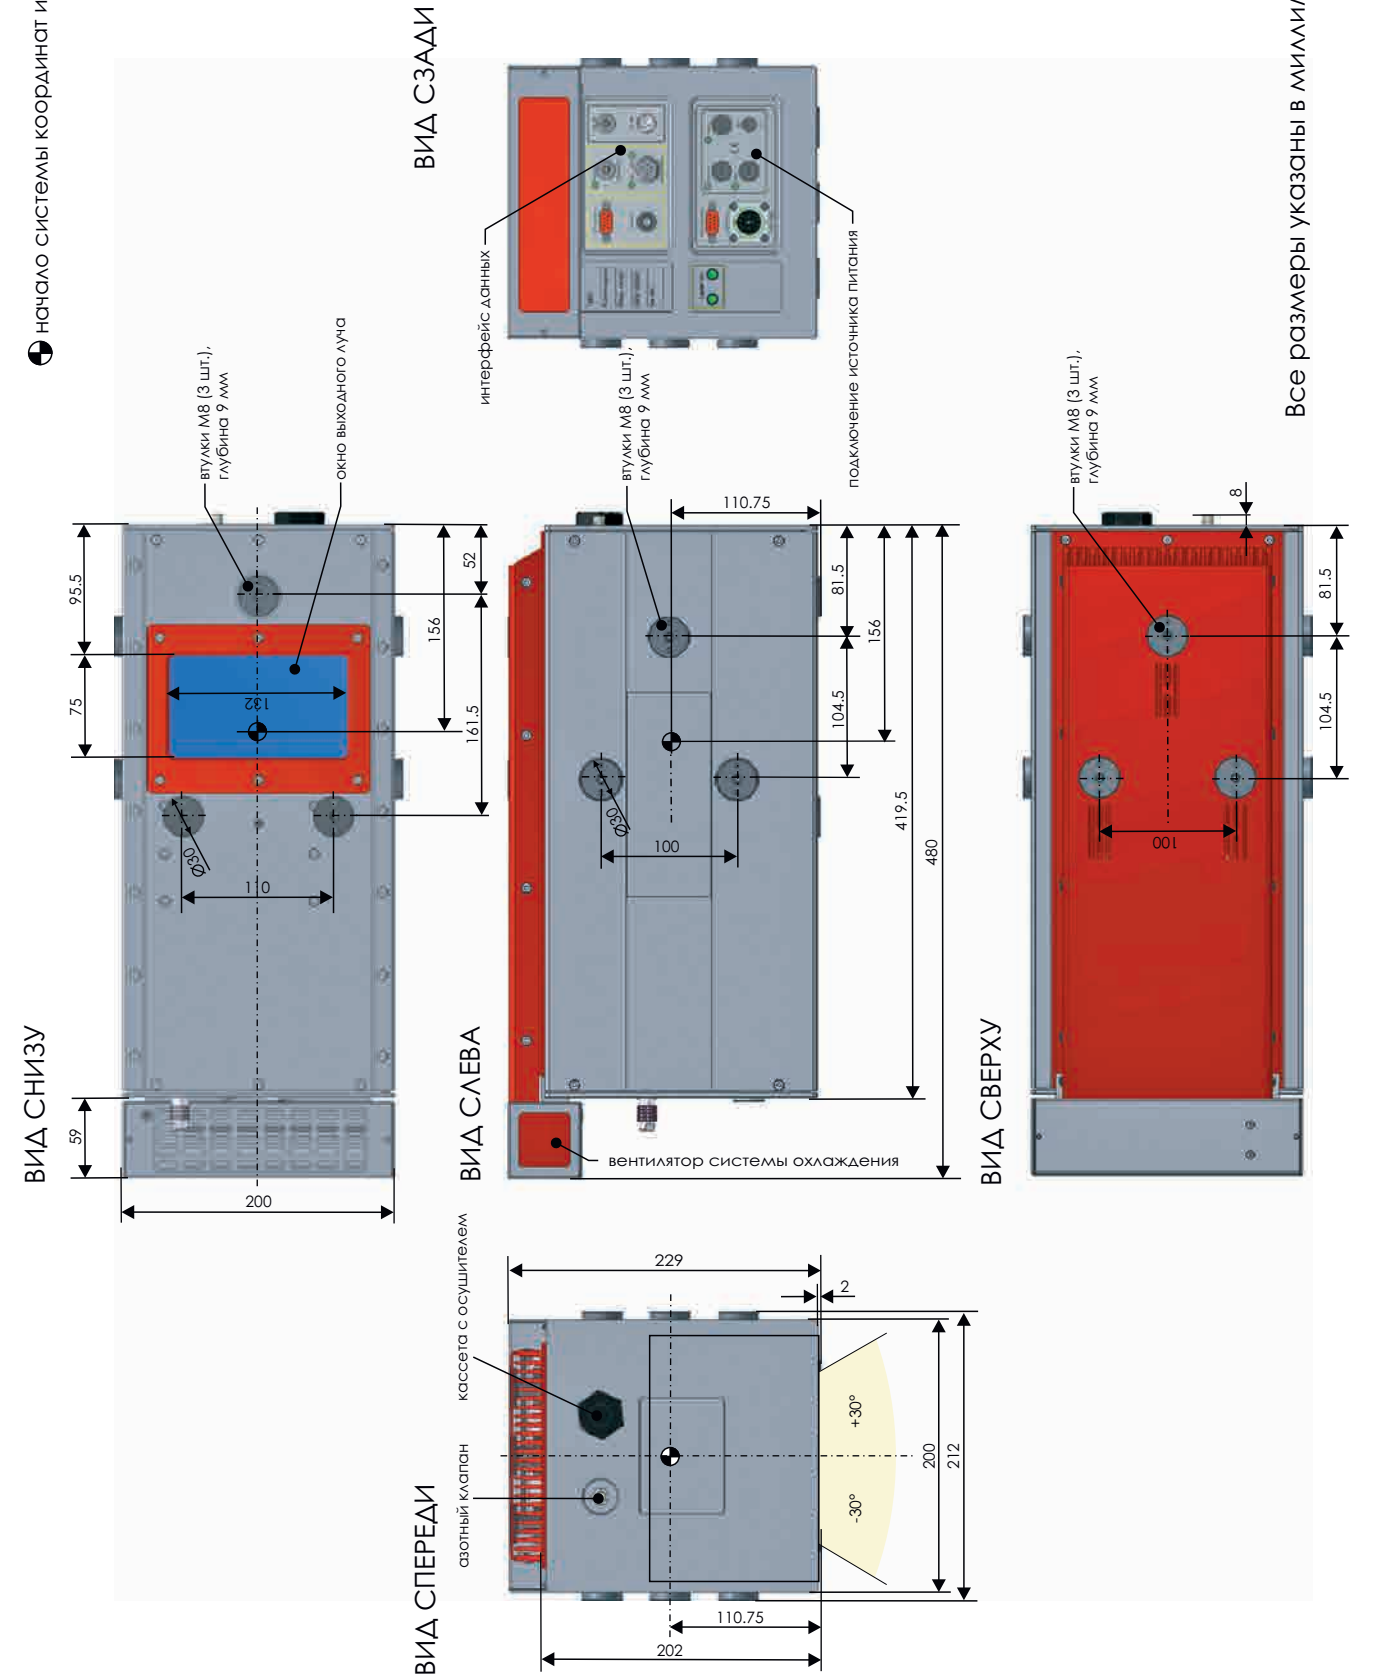 начало системы координат и
ВИД СНИЗУ
втулки М8 (3 шт.),
глубина 9 мм
окно выходного луча
95.5
75
132
52
156
161.5
Ø30
110
59
200
ВИД СЗАДИ
интерфейс данных
подключение источника питания
ВИД СЛЕВА
втулки М8 (3 шт.),
глубина 9 мм
110.75
81.5
156
104.5
Ø30
100
419.5
480
вентилятор системы охлаждения
ВИД СВЕРХУ
втулки М8 (3 шт.),
глубина 9 мм
8
81.5
104.5
100
ВИД СПЕРЕДИ
кассета с осушителем
азотный клапан
229
2
+30°
-30°
200
212
110.75
202
Все размеры указаны в